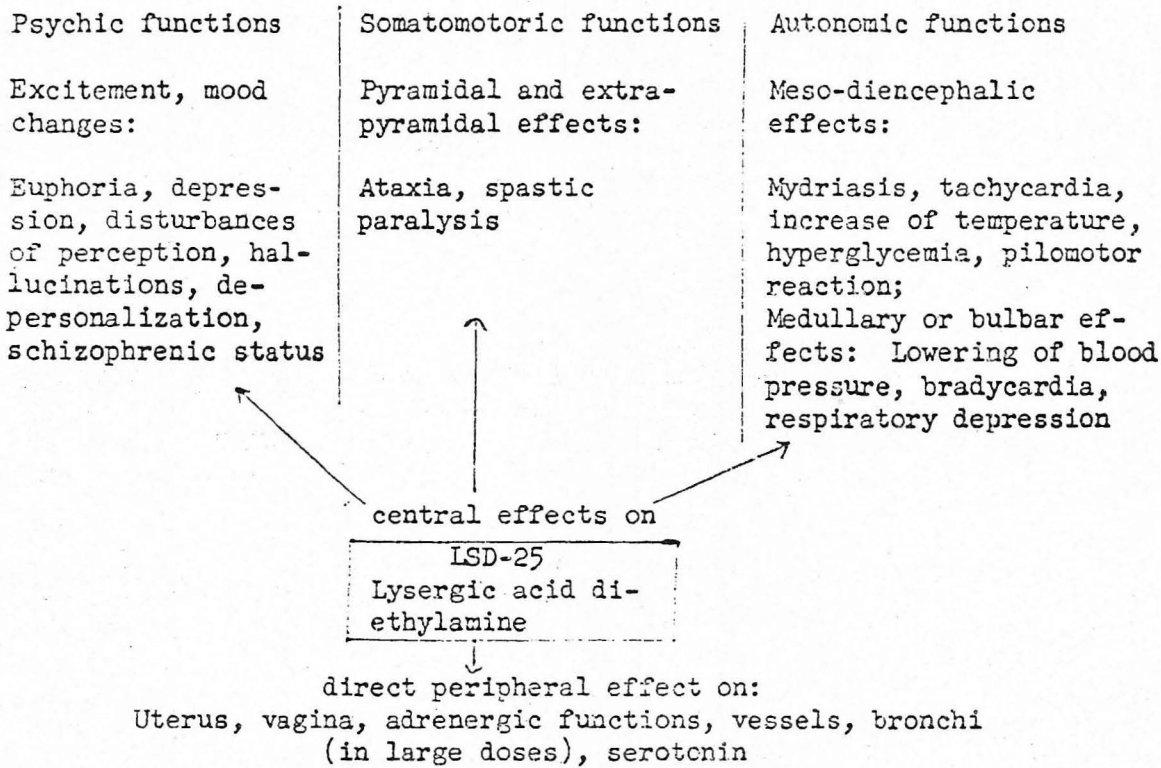 Psychic functions
Excitement, mood
changes:
Euphoria, depres-
sion, disturbances
of perception, hal-
lucinations, de-
personalization,
schizophrenic status
Somatomotoric functions
Pyramidal and extra-
pyramidal effects:
Ataxia, spastic
paralysis
Autonomic functions
Meso-diencephalic
effects:
Mydriasis, tachycardia,
increase of temperature,
hyperglycemia, pilomotor
reaction;
Medullary or bulbar ef-
fects: Lowering of blood
pressure, bradycardia,
respiratory depression
central effects on
LSD-25
Lysergic acid di-
ethylamine
direct peripheral effect on:
Uterus, vagina, adrenergic functions, vessels, bronchi
(in large doses), serotonin